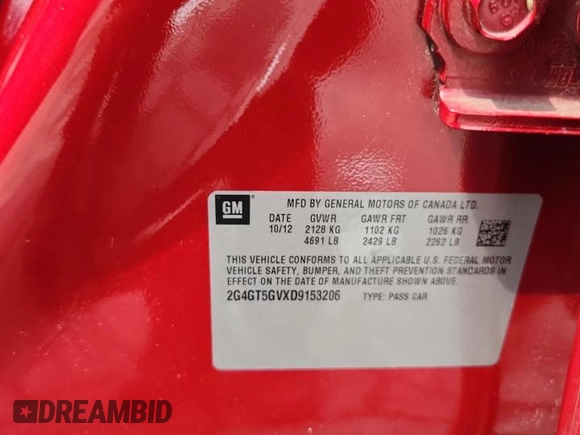 GM
MFD BY GENERAL MOTORS OF CANADA LTD.
DATE GVWR GAWR FRT GAWR RR
10/12 2128 KG 1102 KG 1026 KG
4691 LB 2429 LB 2262 LB
THIS VEHICLE CONFORMS TO ALL APPLICABLE U.S. FEDERAL MOTOR
VEHICLE SAFETY, BUMPER, AND THEFT PREVENTION STANDARDS IN
EFFECT ON THE DATE OF MANUFACTURE SHOWN ABOVE.
2G4GT5GVXD9153206 TYPE: PASS CAR
DREAMBID